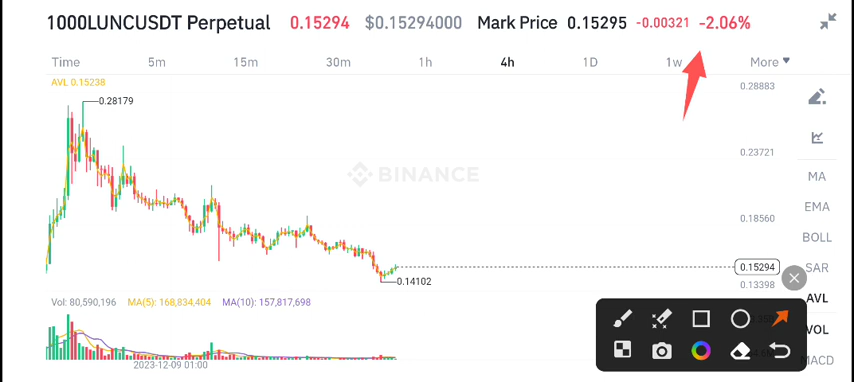 1000LUNCUSDT Perpetual 0.15294 $0.15294000 Mark Price 0.15295 -0.00321 -2.06%
Time 5m 15m 30m 1h 4h 1D 1w More
AVL 0.15238
0.28883
0.28179
0.23721
BINANCE
MA
EMA
0.18560
BOLL
0.15294
SAR
0.14102
0.13398
AVL
Vol: 80,590,196 MA(5): 168,834,404 MA(10): 157,817,698
VOL
MACD
2023-12-09 01:00